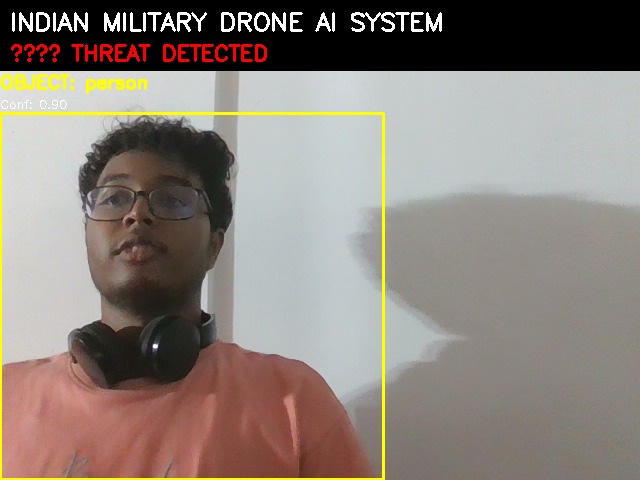 INDIAN MILITARY DRONE AI SYSTEM
???? THREAT DETECTED
OBJECT: person
Conf: 0.90